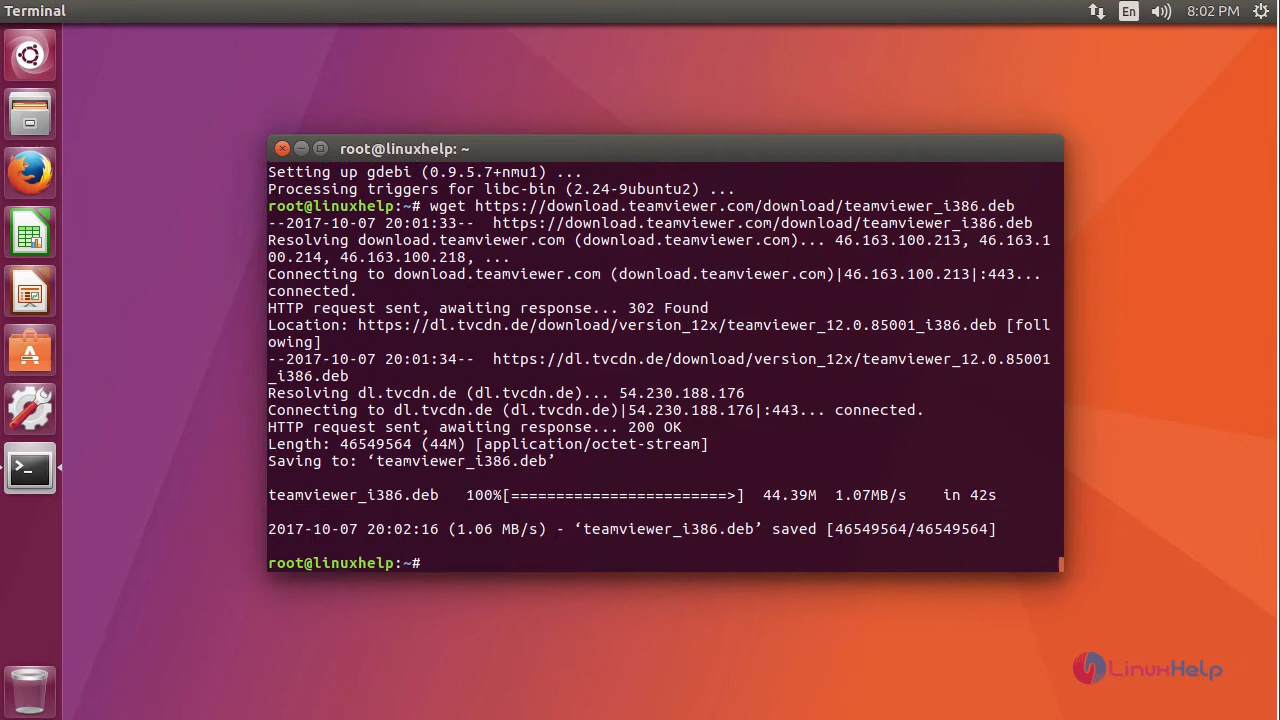 Terminal
En
8:02 PM
root@linuxhelp: ~
Setting up gdebi (0.9.5.7+nmu1) ...
Processing triggers for libc-bin (2.24-9ubuntu2) ...
root@linuxhelp:~# wget https://download.teamviewer.com/download/teamviewer_i386.deb
--2017-10-07 20:01:33--  https://download.teamviewer.com/download/teamviewer_i386.deb
Resolving download.teamviewer.com (download.teamviewer.com)... 46.163.100.213, 46.163.1
00.214, 46.163.100.218, ...
Connecting to download.teamviewer.com (download.teamviewer.com)|46.163.100.213|:443...
connected.
HTTP request sent, awaiting response... 302 Found
Location: https://dl.tvcdn.de/download/version_12x/teamviewer_12.0.85001_i386.deb [foll
owing]
--2017-10-07 20:01:34--  https://dl.tvcdn.de/download/version_12x/teamviewer_12.0.85001
_i386.deb
Resolving dl.tvcdn.de (dl.tvcdn.de)... 54.230.188.176
Connecting to dl.tvcdn.de (dl.tvcdn.de)|54.230.188.176|:443... connected.
HTTP request sent, awaiting response... 200 OK
Length: 46549564 (44M) [application/octet-stream]
Saving to: ‘teamviewer_i386.deb’
teamviewer_i386.deb   100%[========================>]  44.39M  1.07MB/s    in 42s
2017-10-07 20:02:16 (1.06 MB/s) - ‘teamviewer_i386.deb’ saved [46549564/46549564]
root@linuxhelp:~#
LinuxHelp